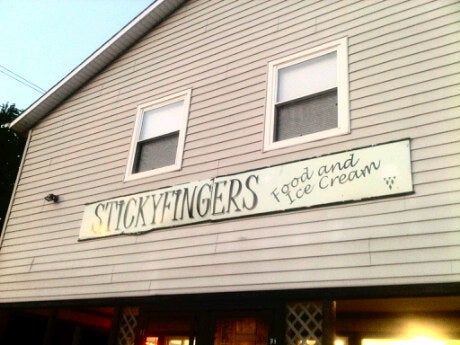 STICKYFINGERS
Food and
Ice Cream